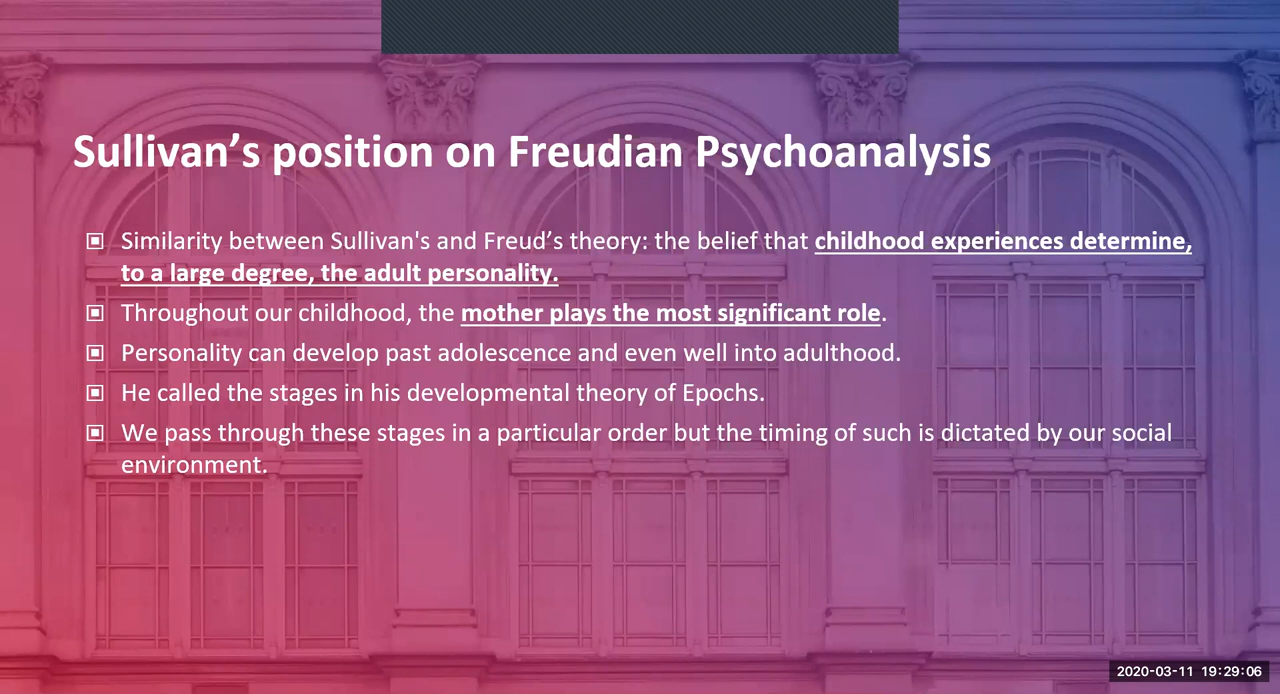 Sullivan’s position on Freudian Psychoanalysis
Similarity between Sullivan's and Freud’s theory: the belief that childhood experiences determine,
to a large degree, the adult personality.
Throughout our childhood, the mother plays the most significant role.
Personality can develop past adolescence and even well into adulthood.
He called the stages in his developmental theory of Epochs.
We pass through these stages in a particular order but the timing of such is dictated by our social
environment.
2020-03-11 19:29:06